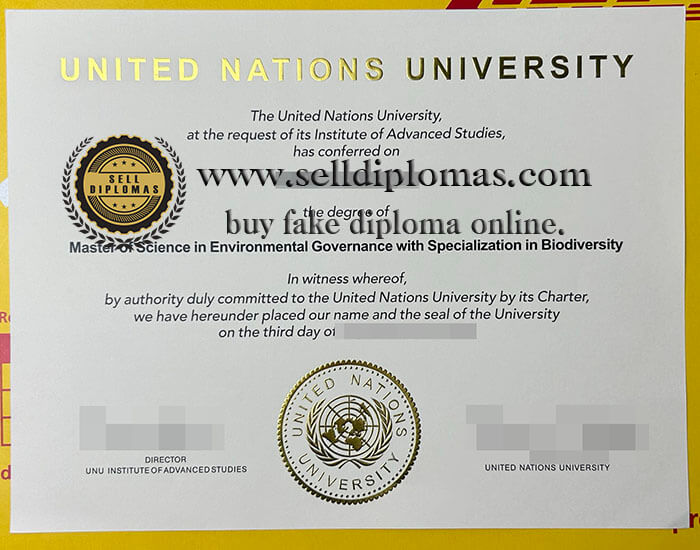 UNITED NATIONS UNIVERSITY
The United Nations University,
at the request of its Institute of Advanced Studies,
has conferred on
SELL
DIPLOMAS
www.selldiplomas.com
the degree of
buy fake diploma online.
Master of Science in Environmental Governance with Specialization in Biodiversity
In witness whereof,
by authority duly committed to the United Nations University by its Charter,
we have hereunder placed our name and the seal of the University
on the third day of
UNITED NATIONS
UNIVERSITY
DIRECTOR
UNU INSTITUTE OF ADVANCED STUDIES
UNITED NATIONS UNIVERSITY